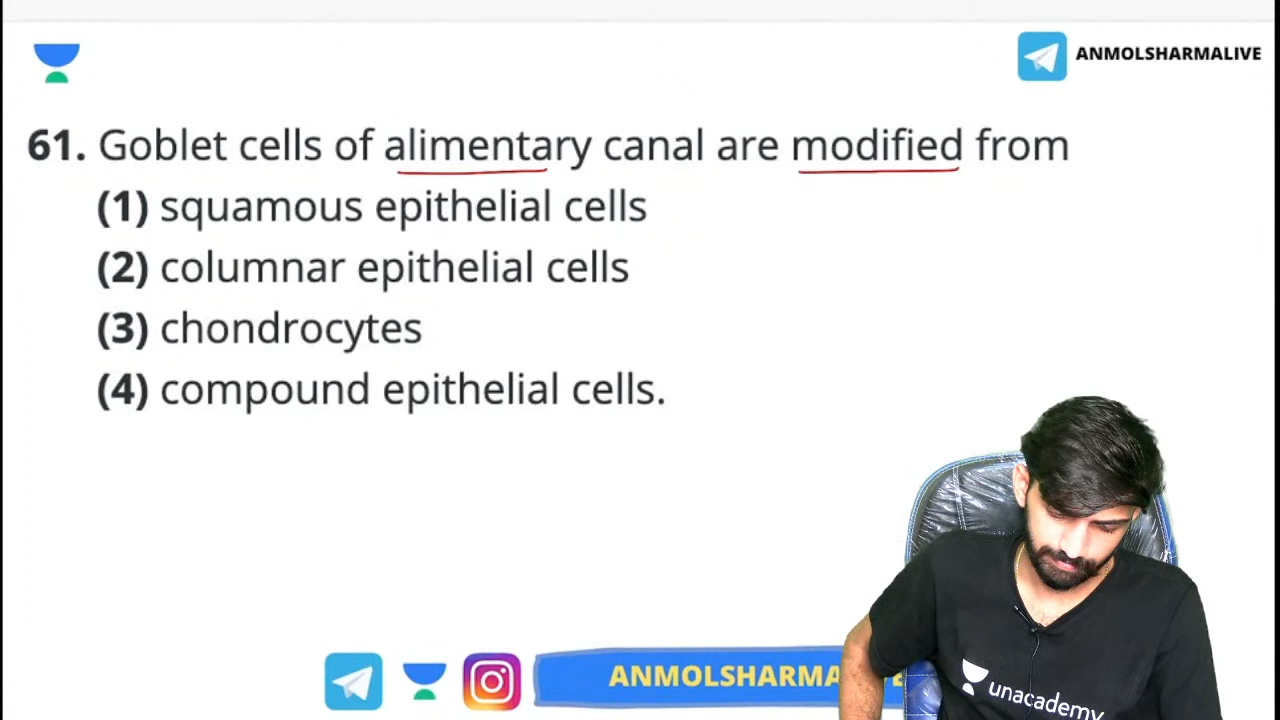 ANMOLSHARMALIVE
61. Goblet cells of alimentary canal are modified from
(1) squamous epithelial cells
(2) columnar epithelial cells
(3) chondrocytes
(4) compound epithelial cells.
ANMOLSHARMA
unacademy